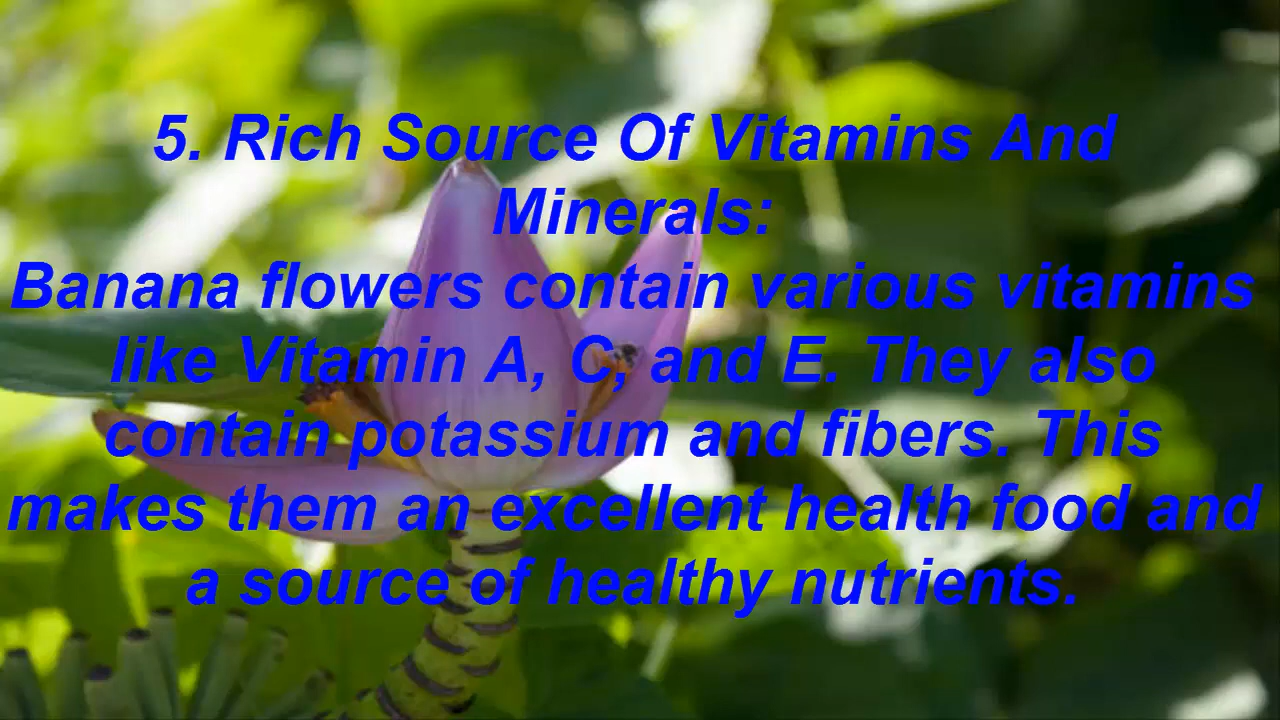 5. Rich Source Of Vitamins And
Minerals:
Banana flowers contain various vitamins
like Vitamin A, C, and E. They also
contain potassium and fibers. This
makes them an excellent health food and
a source of healthy nutrients.